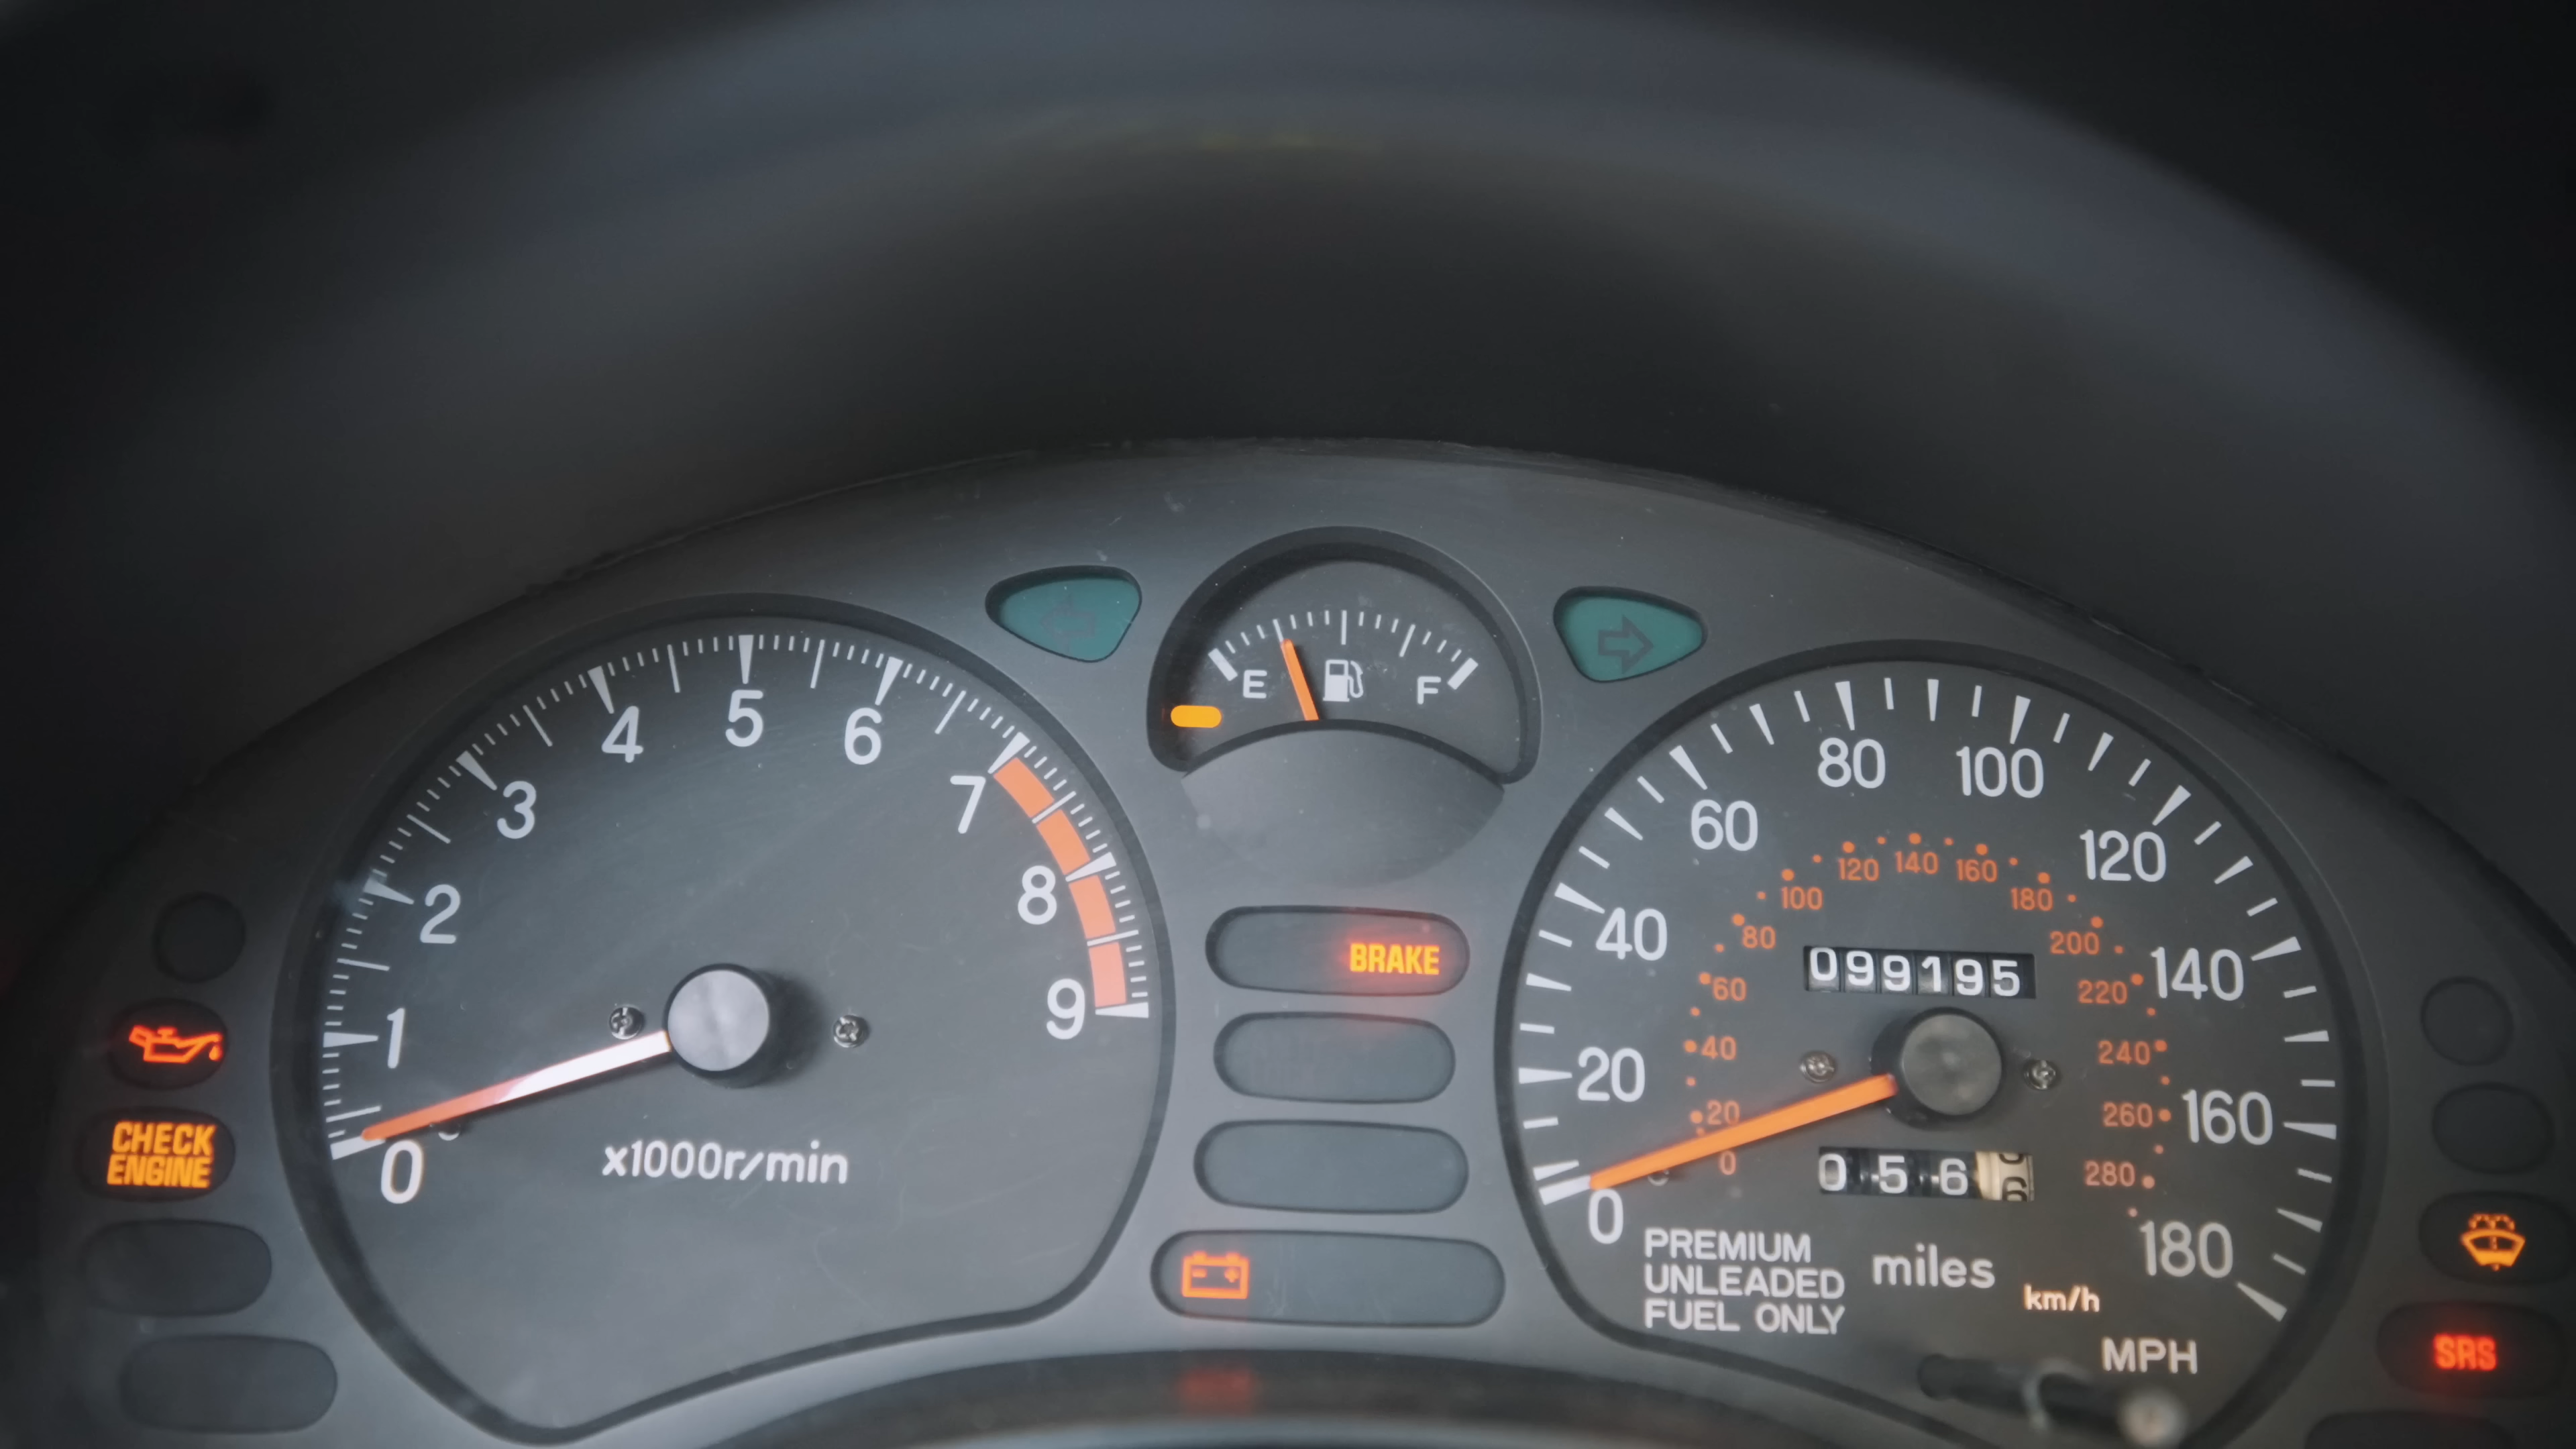 0
1
2
3
4
5
6
7
8
9
x1000r/min
CHECK
ENGINE
E
F
BRAKE
0
20
40
60
80
100
120
140
160
180
0
20
40
60
80
100
120
140
160
180
200
220
240
260
280
099195
056
PREMIUM
UNLEADED
FUEL ONLY
miles
km/h
MPH
SRS